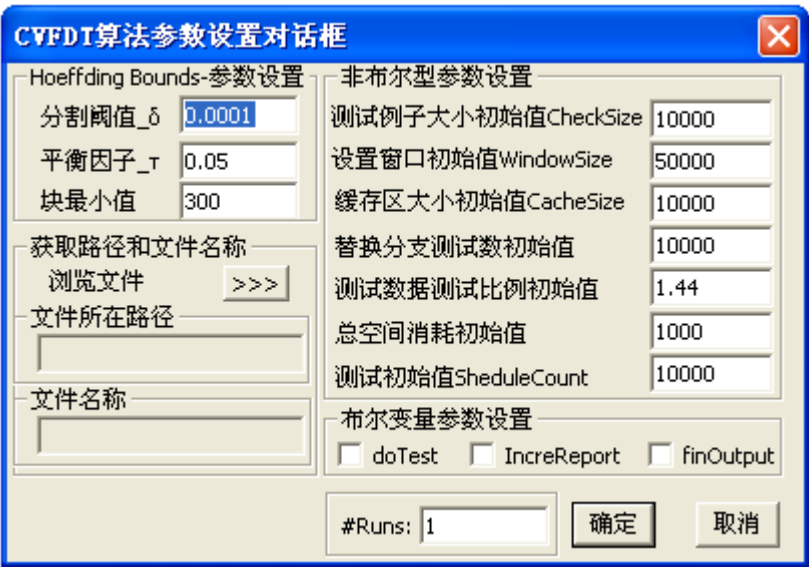 CVFDT算法参数设置对话框
Hoeffding Bounds-参数设置
分割阈值_δ 0.0001
平衡因子_τ 0.05
块最小值 300
获取路径和文件名称
浏览文件 >>>
文件所在路径
文件名称
非布尔型参数设置
测试例子大小初始值CheckSize 10000
设置窗口初始值WindowSize 50000
缓存区大小初始值CacheSize 10000
替换分支测试数初始值 10000
测试数据测试比例初始值 1.44
总空间消耗初始值 1000
测试初始值SheduleCount 10000
布尔变量参数设置
doTest IncreReport finOutput
#Runs: 1 确定 取消